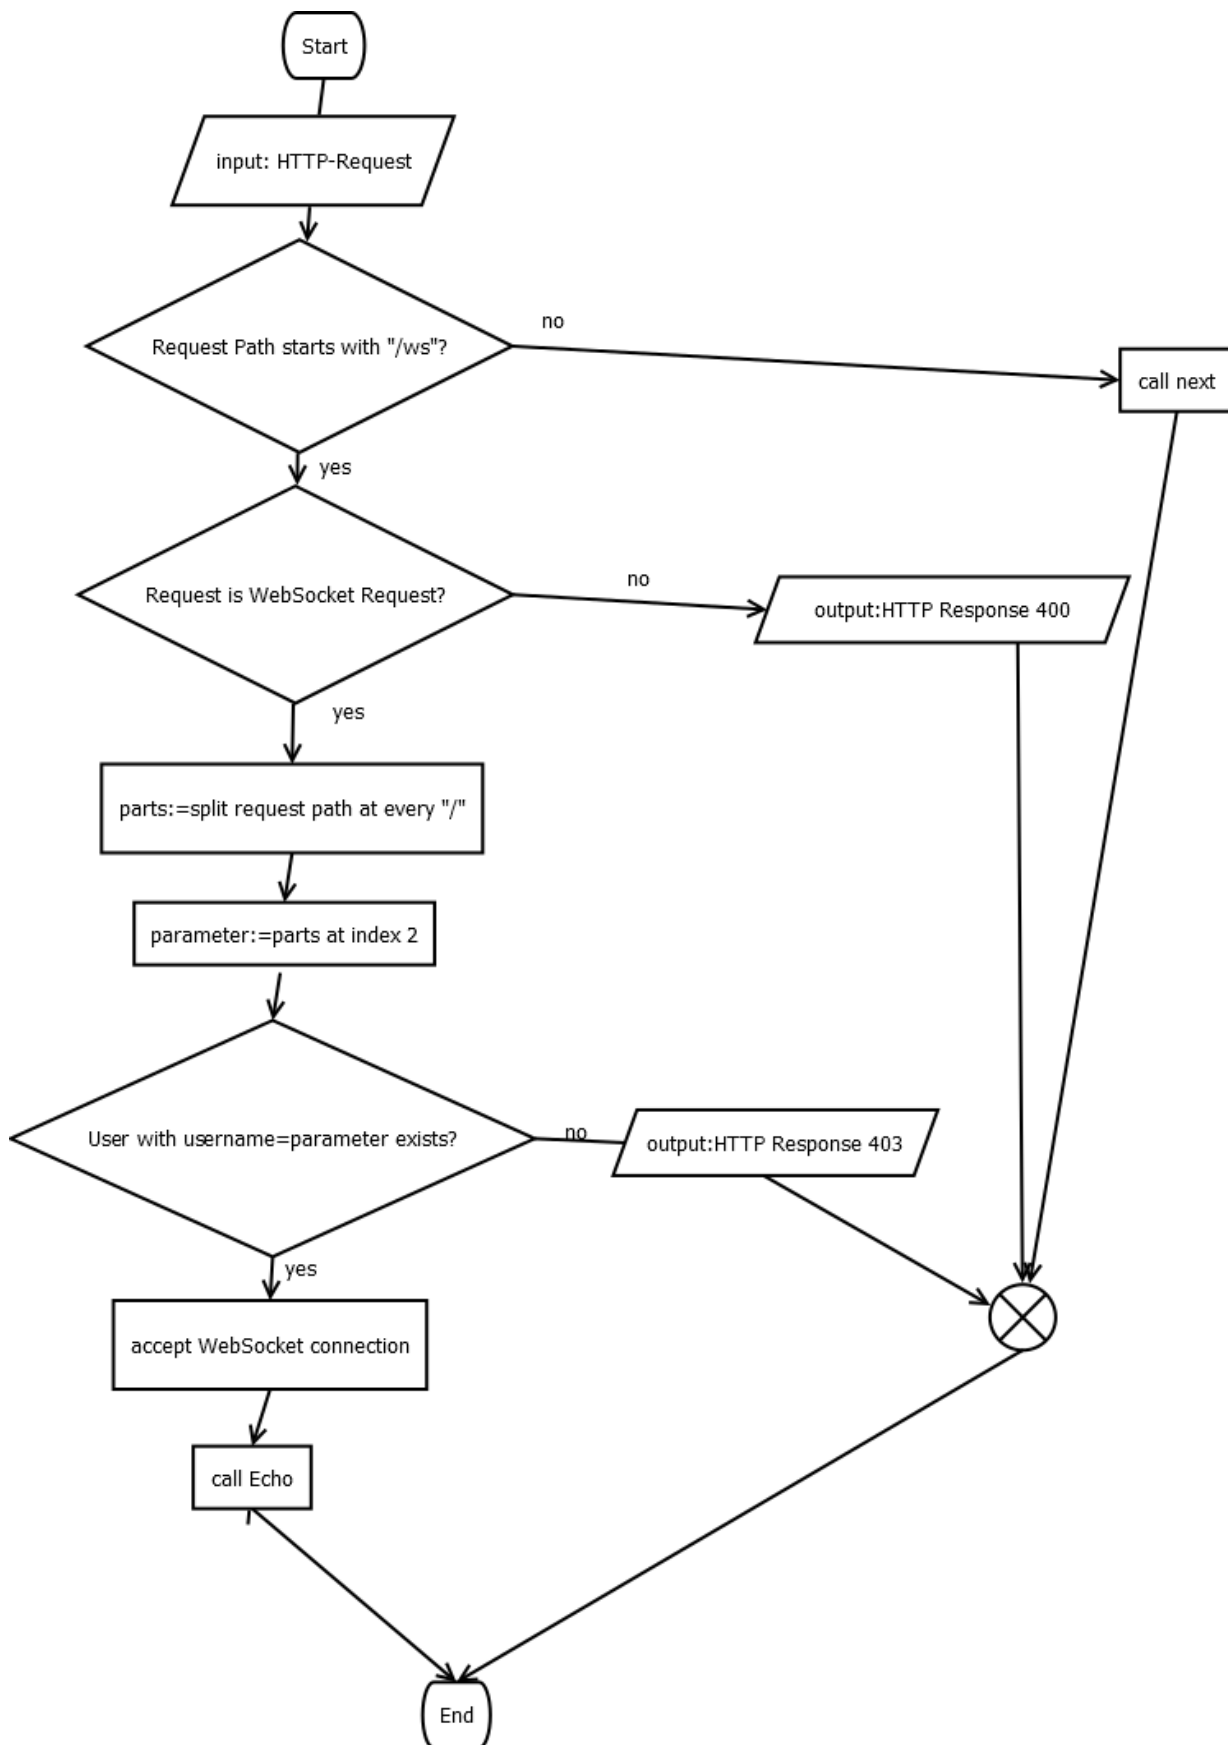 Start
input: HTTP-Request
no
Request Path starts with "/ws"?
call next
yes
no
Request is WebSocket Request?
output:HTTP Response 400
yes
parts:=split request path at every "/"
parameter:=parts at index 2
no
User with username=parameter exists?
output:HTTP Response 403
yes
accept WebSocket connection
call Echo
End